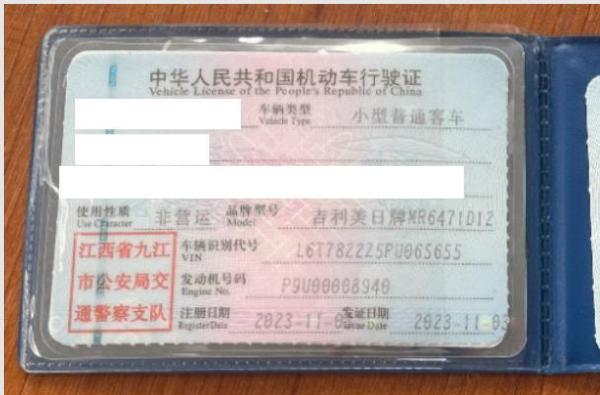 中华人民共和国机动车行驶证
Vehicle License of the People's Republic of China
车辆类型 小型普通客车
Vehicle Type
使用性质 非营运 品牌型号 吉利美日牌MR6471D12
Use Character Model
江西省九江
市公安局交
通警察支队
车辆识别代号 L6T78Z2Z5PU065655
VIN
发动机号码 P9U00008940
Engine No.
注册日期 2023-11-03 发证日期 2023-11-03
Register Date Issue Date